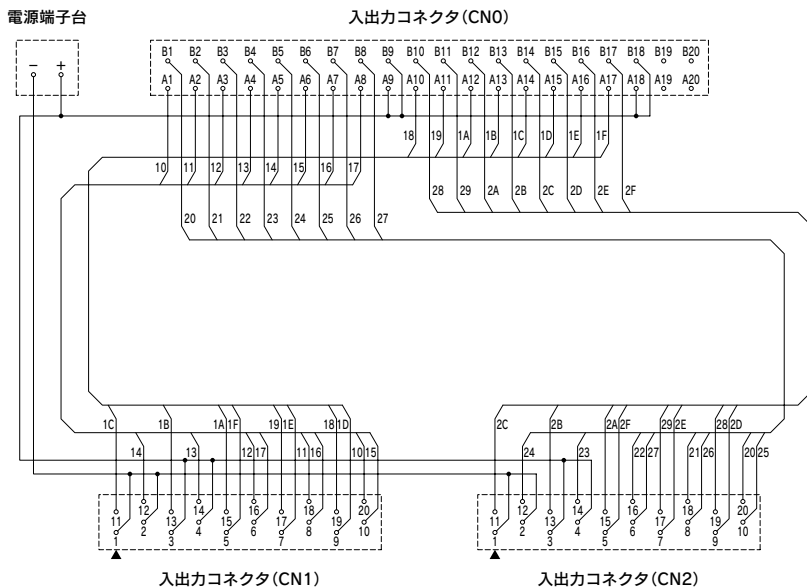 電源端子台
入出力コネクタ(CN0)
B1 B2 B3 B4 B5 B6 B7 B8 B9 B10 B11 B12 B13 B14 B15 B16 B17 B18 B19 B20
− +
A1 A2 A3 A4 A5 A6 A7 A8 A9 A10 A11 A12 A13 A14 A15 A16 A17 A18 A19 A20
18 19 1A 1B 1C 1D 1E 1F
10 11 12 13 14 15 16 17
28 29 2A 2B 2C 2D 2E 2F
20 21 22 23 24 25 26 27
1C 1B 1A 1F 19 1E 18 1D
2C 2B 2A 2F 29 2E 28 2D
14 13 12 17 11 16 10 15
24 23 22 27 21 26 20 25
11 12 13 14 15 16 17 18 19 20
11 12 13 14 15 16 17 18 19 20
1 2 3 4 5 6 7 8 9 10
1 2 3 4 5 6 7 8 9 10
入出力コネクタ(CN1)
入出力コネクタ(CN2)